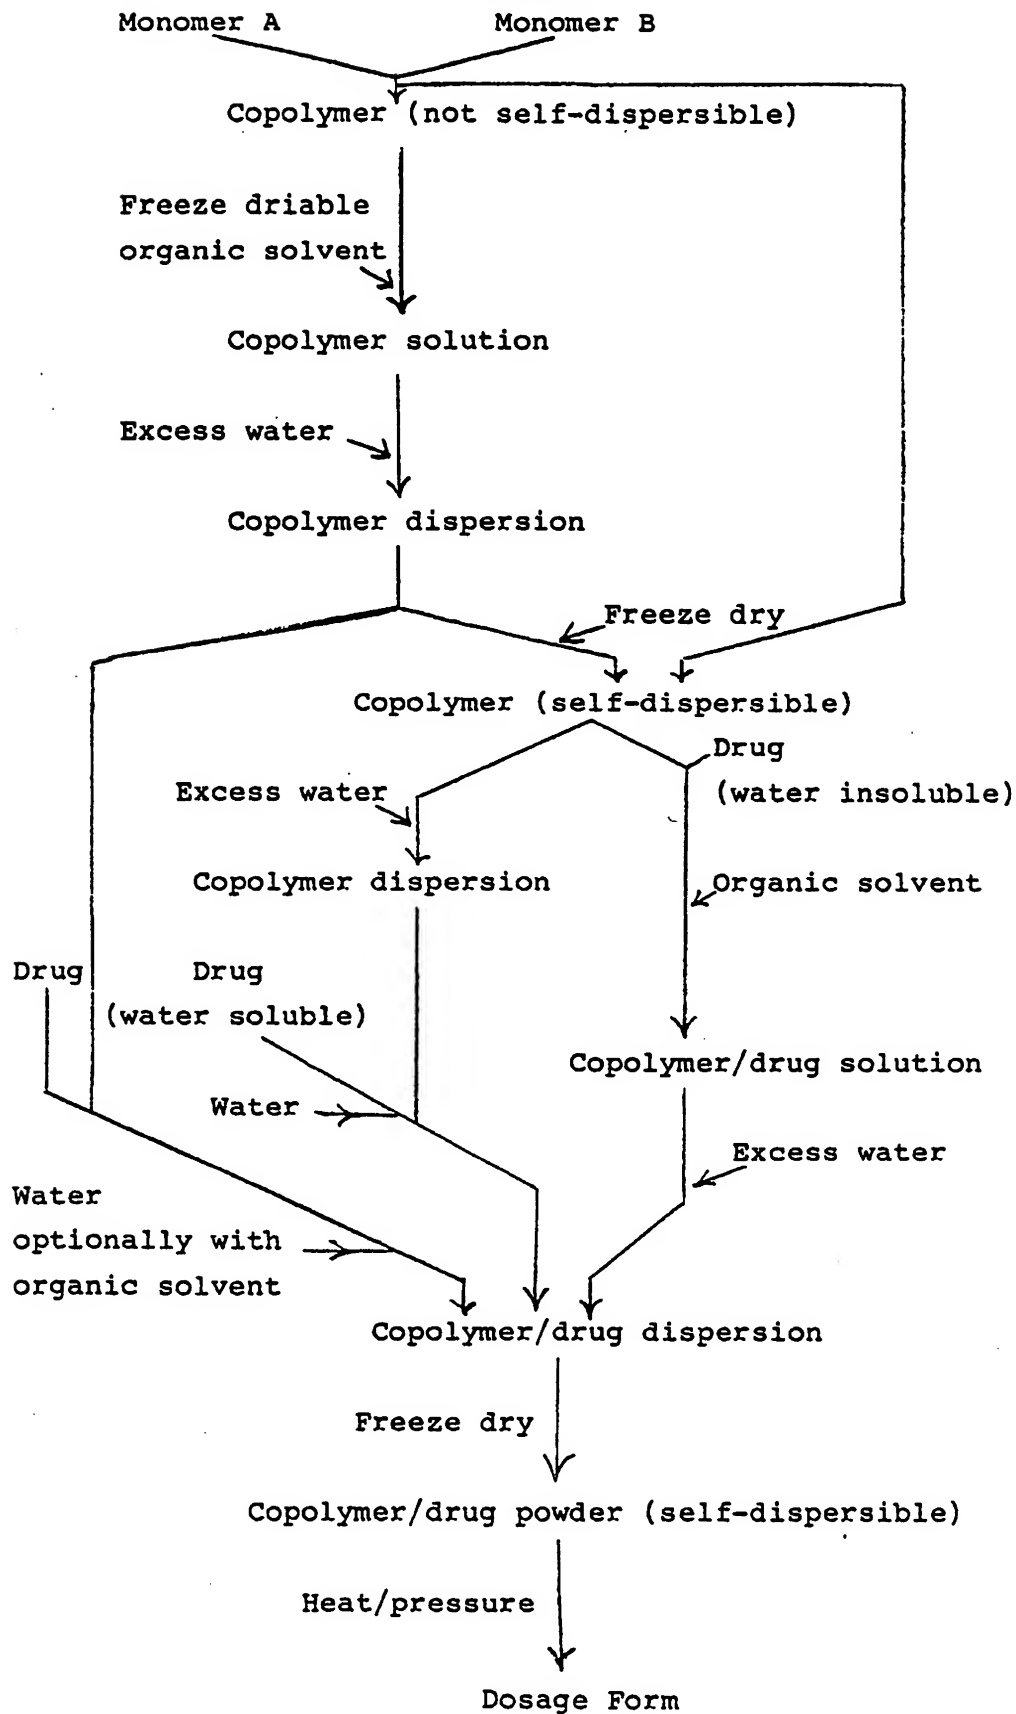 Monomer A Monomer B
Copolymer (not self-dispersible)
Freeze driable
organic solvent
Copolymer solution
Excess water
Copolymer dispersion
Freeze dry
Copolymer (self-dispersible)
Drug
(water insoluble)
Excess water
Copolymer dispersion
Organic solvent
Drug
Drug
(water soluble)
Copolymer/drug solution
Water
Excess water
Water
optionally with
organic solvent
Copolymer/drug dispersion
Freeze dry
Copolymer/drug powder (self-dispersible)
Heat/pressure
Dosage Form